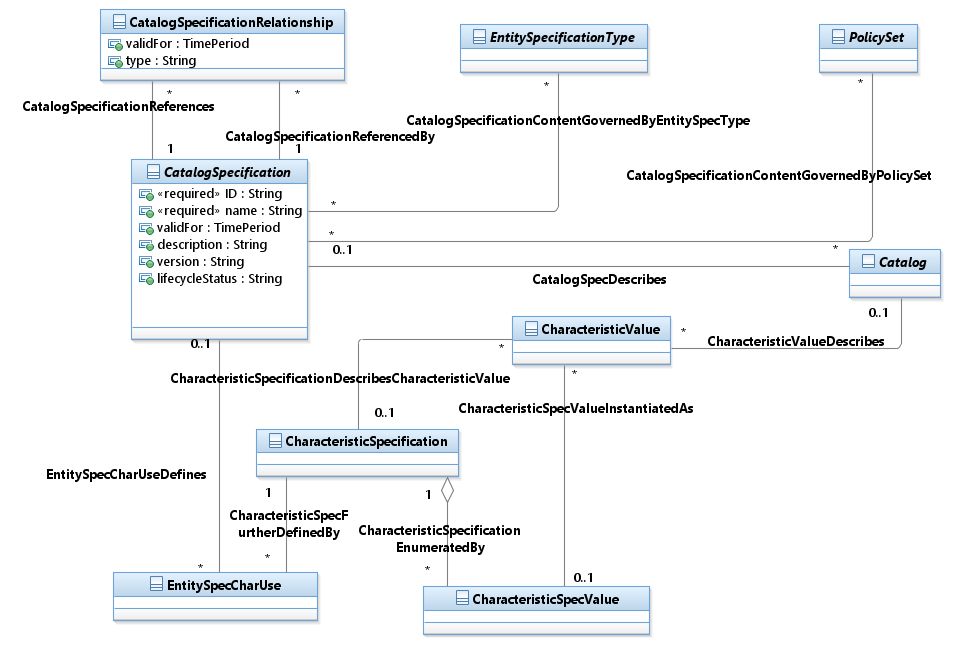 CatalogSpecificationRelationship
validFor : TimePeriod
type : String
EntitySpecificationType
PolicySet
* *
CatalogSpecificationReferences
*
*
CatalogSpecificationContentGovernedByEntitySpecType
CatalogSpecificationReferencedBy
1 1
CatalogSpecification
«required» ID : String
«required» name : String
validFor : TimePeriod
description : String
version : String
lifecycleStatus : String
CatalogSpecificationContentGovernedByPolicySet
*
*
0..1
*
Catalog
CatalogSpecDescribes
0..1
0..1
CharacteristicValue
*
CharacteristicValueDescribes
*
*
CharacteristicSpecificationDescribesCharacteristicValue
0..1
CharacteristicSpecValueInstantiatedAs
CharacteristicSpecification
EntitySpecCharUseDefines
1
1
CharacteristicSpecF
urtherDefinedBy
CharacteristicSpecification
EnumeratedBy
*
*
*
0..1
EntitySpecCharUse
CharacteristicSpecValue